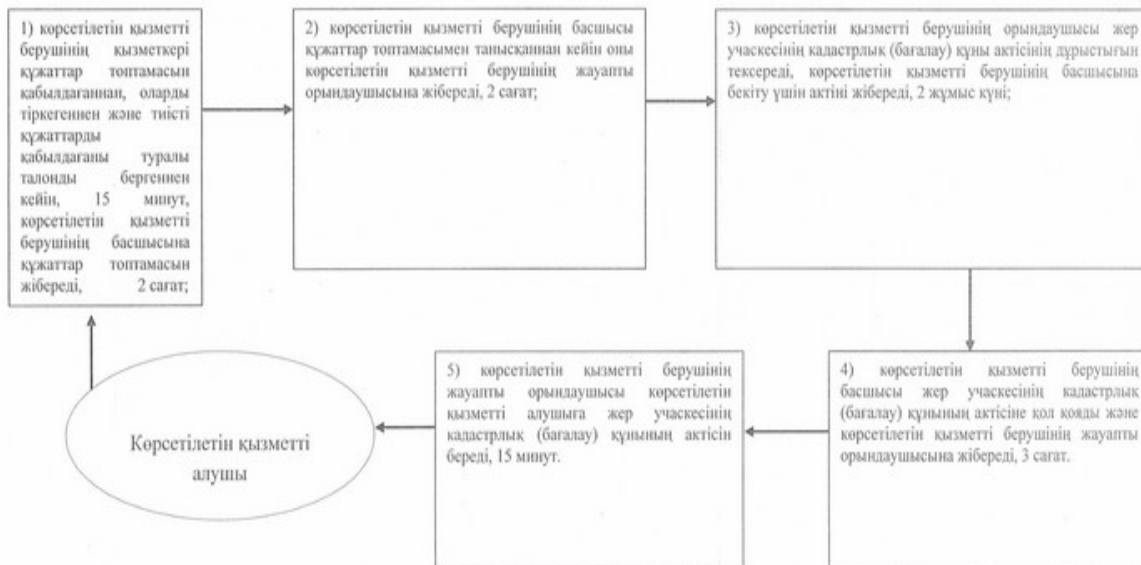 1) көрсетілетін қызметті
берушінің қызметкері
құжаттар топтамасын
қабылдағаннан, оларды
тіркегеннен және тиісті
құжаттарды
қабылдағаны туралы
талонды бергеннен
кейін, 15 минут,
көрсетілетін қызметті
берушінің басшысына
құжаттар топтамасын
жібереді, 2 сағат;
2) көрсетілетін қызметті берушінің басшысы
құжаттар топтамасымен танысқаннан кейін оны
көрсетілетін қызметті берушінің жауапты
орындаушысына жібереді, 2 сағат;
3) көрсетілетін қызметті берушінің орындаушысы жер
учаскесінің кадастрлық (бағалау) құны актісінің дұрыстығын
тексереді, көрсетілетін қызметті берушінің басшысына
бекіту үшін актіні жібереді, 2 жұмыс күні;
4) көрсетілетін қызметті берушінің
басшысы жер учаскесінің кадастрлық
(бағалау) құнының актісіне қол қояды және
көрсетілетін қызметті берушінің жауапты
орындаушысына жібереді, 3 сағат.
5) көрсетілетін қызметті берушінің
жауапты орындаушысы көрсетілетін
қызметті алушыға жер учаскесінің
кадастрлық (бағалау) құнының актісін
береді, 15 минут.
Көрсетілетін қызметті
алушы